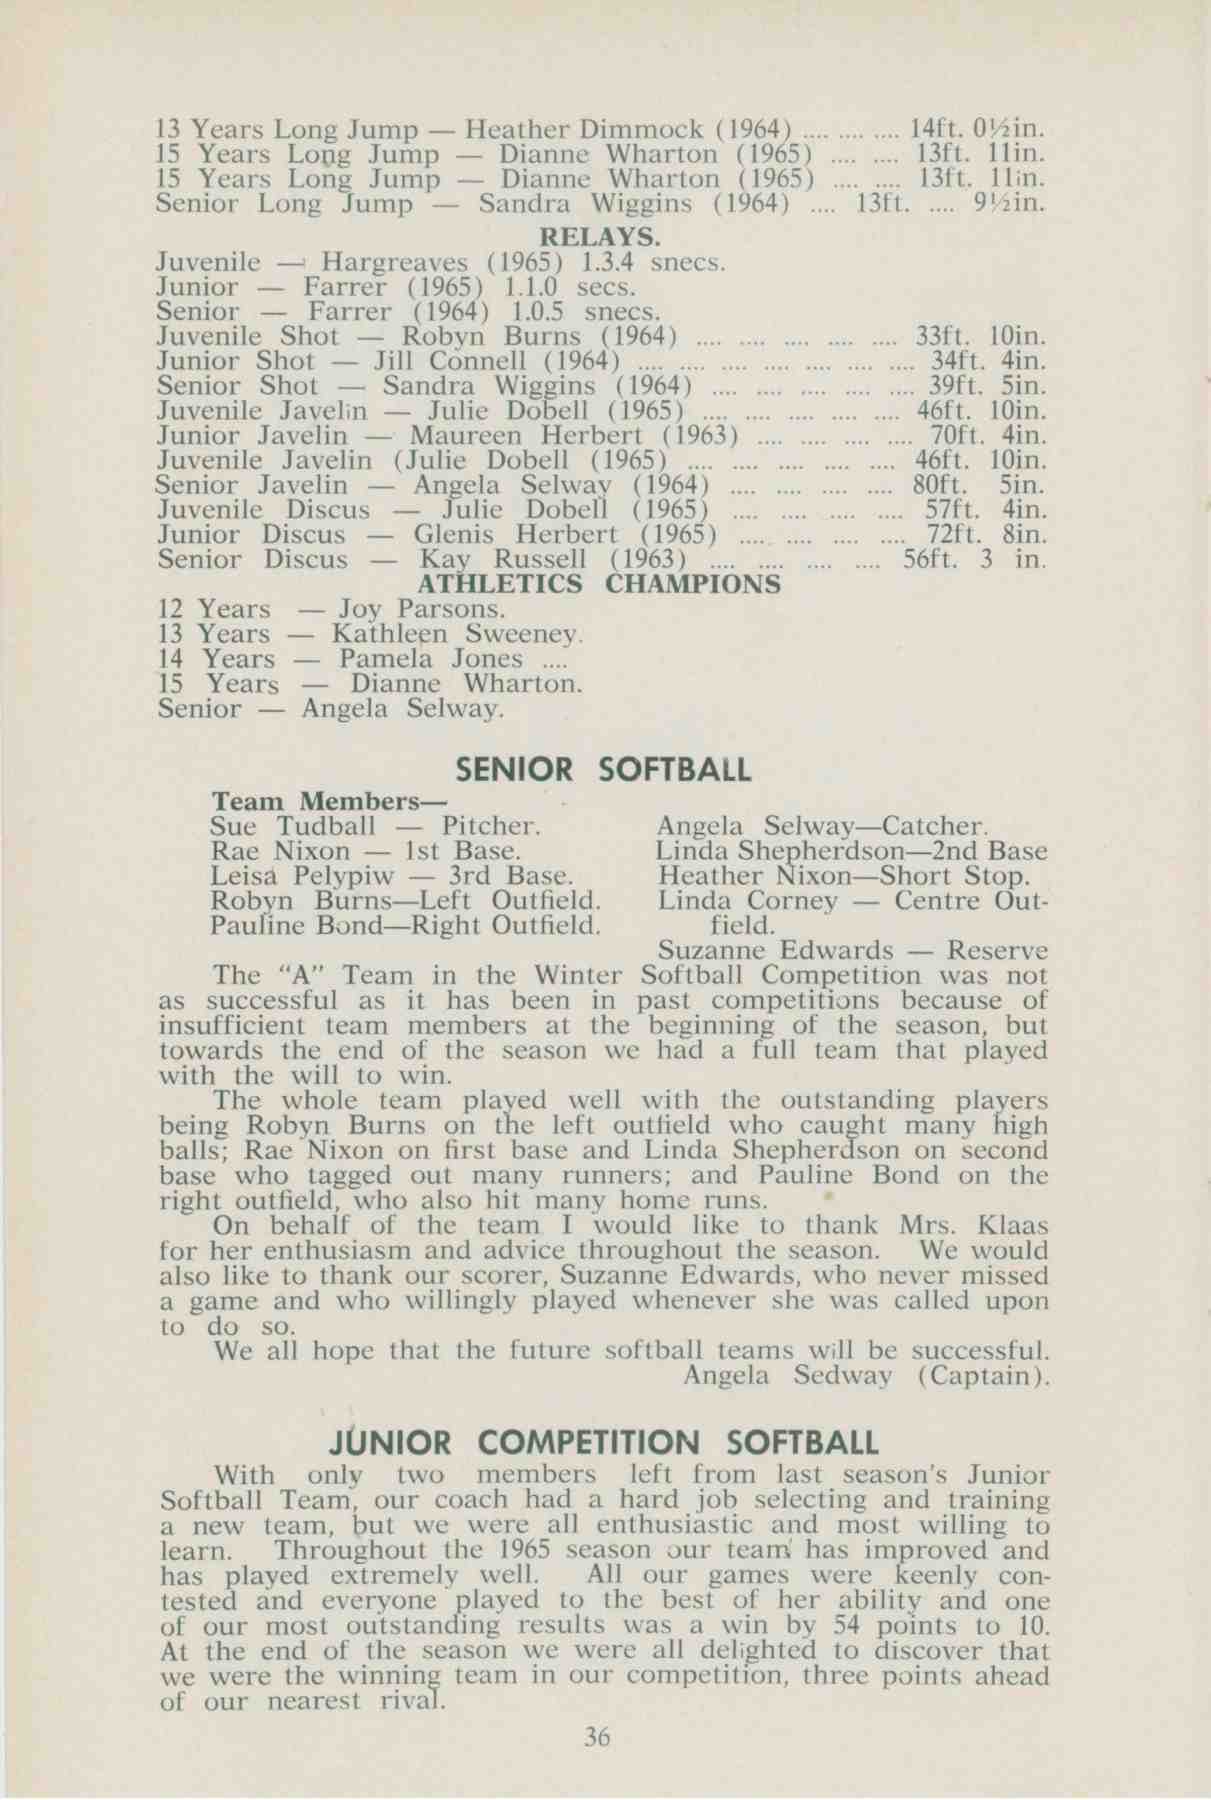 13 Years Long Jump — Heather Dimmock (1964) .... .... .... 14ft. 0½in.
15 Years Long Jump — Dianne Wharton (1965) .... .... 13ft. 11in.
15 Years Long Jump — Dianne Wharton (1965) .... .... 13ft. 11in.
Senior Long Jump — Sandra Wiggins (1964) .... 13ft. .... 9½in.
RELAYS.
Juvenile — Hargreaves (1965) 1.3.4 snecs.
Junior — Farrer (1965) 1.1.0 secs.
Senior — Farrer (1964) 1.0.5 snecs.
Juvenile Shot — Robyn Burns (1964) .... .... .... .... .... 33ft. 10in.
Junior Shot — Jill Connell (1964) .... .... .... .... .... .... .... 34ft. 4in.
Senior Shot — Sandra Wiggins (1964) .... .... .... .... .... 39ft. 5in.
Juvenile Javelin — Julie Dobell (1965) .... .... .... .... .... 46ft. 10in.
Junior Javelin — Maureen Herbert (1963) .... .... .... .... 70ft. 4in.
Juvenile Javelin (Julie Dobell (1965) .... .... .... .... .... 46ft. 10in.
Senior Javelin — Angela Selway (1964) .... .... .... .... 80ft. 5in.
Juvenile Discus — Julie Dobell (1965) .... .... .... .... 57ft. 4in.
Junior Discus — Glenis Herbert (1965) .... .... .... .... 72ft. 8in.
Senior Discus — Kay Russell (1963) .... .... .... .... 56ft. 3 in.
ATHLETICS CHAMPIONS
12 Years — Joy Parsons.
13 Years — Kathleen Sweeney.
14 Years — Pamela Jones ....
15 Years — Dianne Wharton.
Senior — Angela Selway.
SENIOR SOFTBALL
Team Members—
Sue Tudball — Pitcher.
Rae Nixon — 1st Base.
Leisa Pelypiw — 3rd Base.
Robyn Burns—Left Outfield.
Pauline Bond—Right Outfield.
Angela Selway—Catcher.
Linda Shepherdson—2nd Base
Heather Nixon—Short Stop.
Linda Corney — Centre Out-
field.
Suzanne Edwards — Reserve
The "A" Team in the Winter Softball Competition was not
as successful as it has been in past competitions because of
insufficient team members at the beginning of the season, but
towards the end of the season we had a full team that played
with the will to win.
The whole team played well with the outstanding players
being Robyn Burns on the left outfield who caught many high
balls; Rae Nixon on first base and Linda Shepherdson on second
base who tagged out many runners; and Pauline Bond on the
right outfield, who also hit many home runs.
On behalf of the team I would like to thank Mrs. Klaas
for her enthusiasm and advice throughout the season. We would
also like to thank our scorer, Suzanne Edwards, who never missed
a game and who willingly played whenever she was called upon
to do so.
We all hope that the future softball teams will be successful.
Angela Sedway (Captain).
JUNIOR COMPETITION SOFTBALL
With only two members left from last season's Junior
Softball Team, our coach had a hard job selecting and training
a new team, but we were all enthusiastic and most willing to
learn. Throughout the 1965 season our team has improved and
has played extremely well. All our games were keenly con-
tested and everyone played to the best of her ability and one
of our most outstanding results was a win by 54 points to 10.
At the end of the season we were all delighted to discover that
we were the winning team in our competition, three points ahead
of our nearest rival.
36